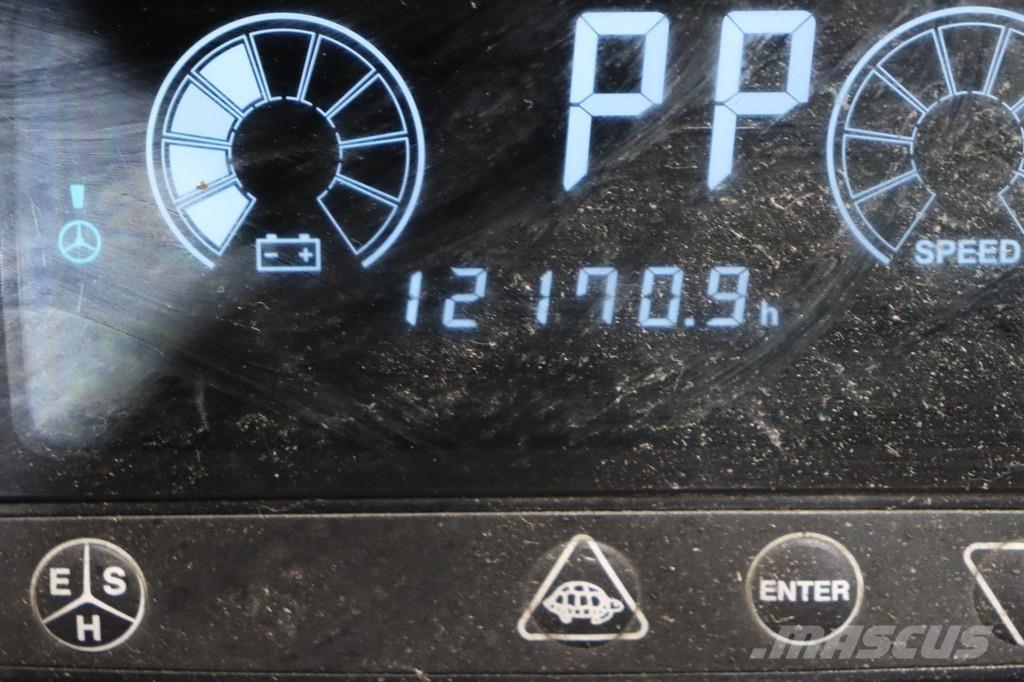 PP
SPEED
- +
12170.9h
E S
H
ENTER
MASCUS